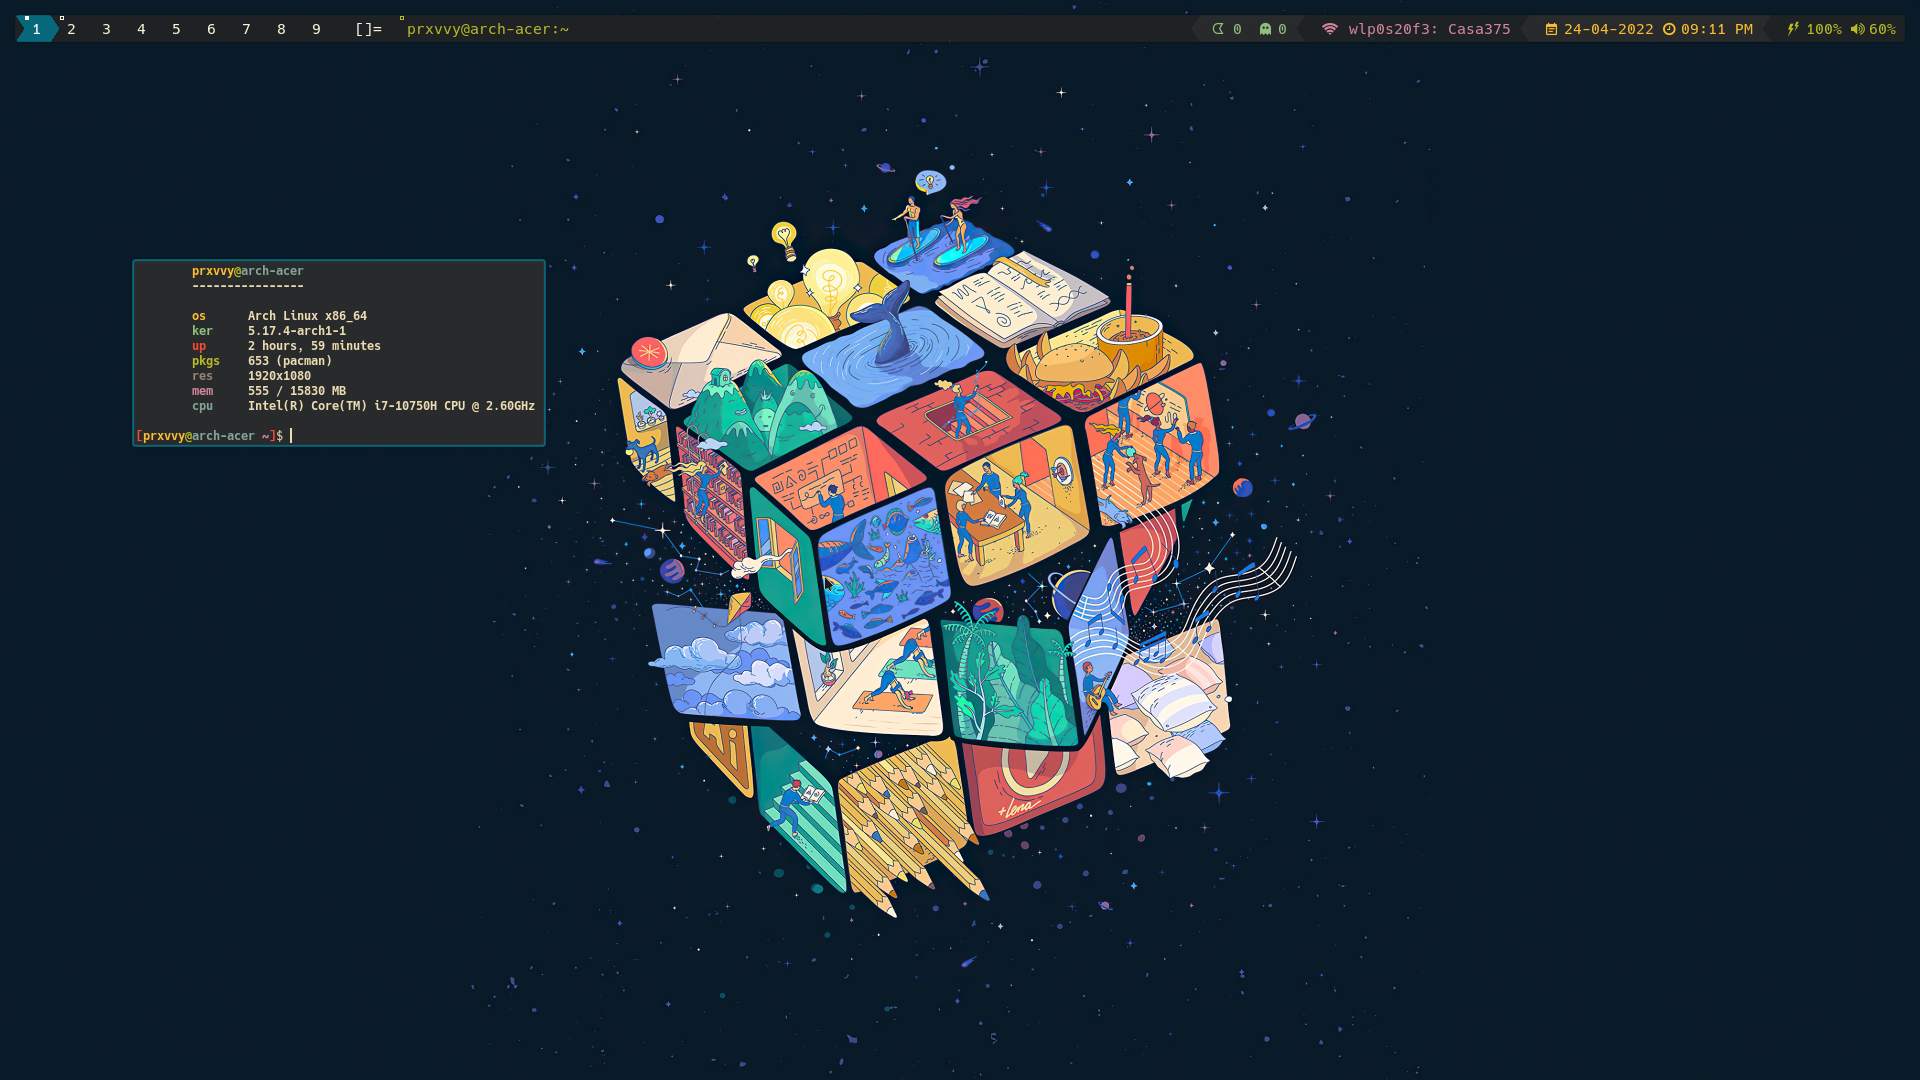 1 2 3 4 5 6 7 8 9 []= prxvvy@arch-acer:~ 0 0 wlp0s20f3: Casa375 24-04-2022 09:11 PM 100% 60%
prxvvy@arch-acer
----------------
os Arch Linux x86_64
ker 5.17.4-arch1-1
up 2 hours, 59 minutes
pkgs 653 (pacman)
res 1920x1080
mem 555 / 15830 MB
cpu Intel(R) Core(TM) i7-10750H CPU @ 2.60GHz
[prxvvy@arch-acer ~]$
Ai
+Lena